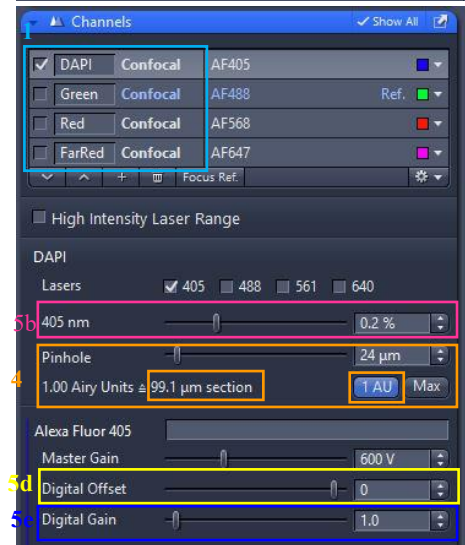 Channels Show All
1
DAPI Confocal AF405
Green Confocal AF488 Ref.
Red Confocal AF568
FarRed Confocal AF647
Focus Ref.
High Intensity Laser Range
DAPI
Lasers 405 488 561 640
5b 405 nm 0.2 %
Pinhole 24 µm
4 1.00 Airy Units ≙ 99.1 µm section 1 AU Max
Alexa Fluor 405
Master Gain 600 V
5d Digital Offset 0
5e Digital Gain 1.0